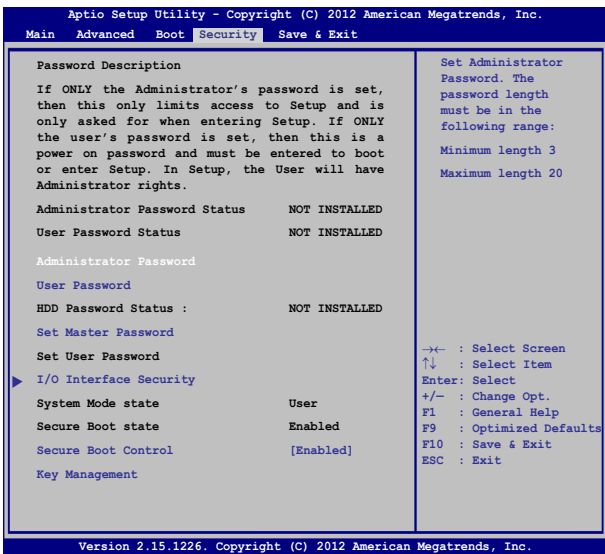 Aptio Setup Utility - Copyright (C) 2012 American Megatrends, Inc.
Main Advanced Boot Security Save & Exit
Password Description
If ONLY the Administrator's password is set,
then this only limits access to Setup and is
only asked for when entering Setup. If ONLY
the user's password is set, then this is a
power on password and must be entered to boot
or enter Setup. In Setup, the User will have
Administrator rights.
Administrator Password Status NOT INSTALLED
User Password Status NOT INSTALLED
Administrator Password
User Password
HDD Password Status : NOT INSTALLED
Set Master Password
Set User Password
I/O Interface Security
System Mode state User
Secure Boot state Enabled
Secure Boot Control [Enabled]
Key Management
Set Administrator
Password. The
password length
must be in the
following range:
Minimum length 3
Maximum length 20
→← : Select Screen
↑↓ : Select Item
Enter: Select
+/— : Change Opt.
F1 : General Help
F9 : Optimized Defaults
F10 : Save & Exit
ESC : Exit
Version 2.15.1226. Copyright (C) 2012 American Megatrends, Inc.